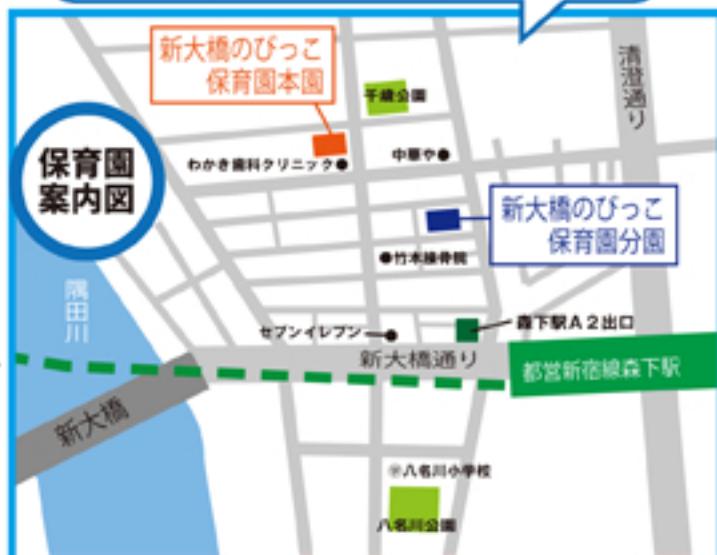 新大橋のびっこ
保育園本園
千歳公園
清澄通り
保育園
案内図
わかき歯科クリニック
中華や
新大橋のびっこ
保育園分園
竹本接骨院
隅田川
セブンイレブン
森下駅A2出口
新大橋通り
都営新宿線森下駅
新大橋
八名川小学校
八名川公園